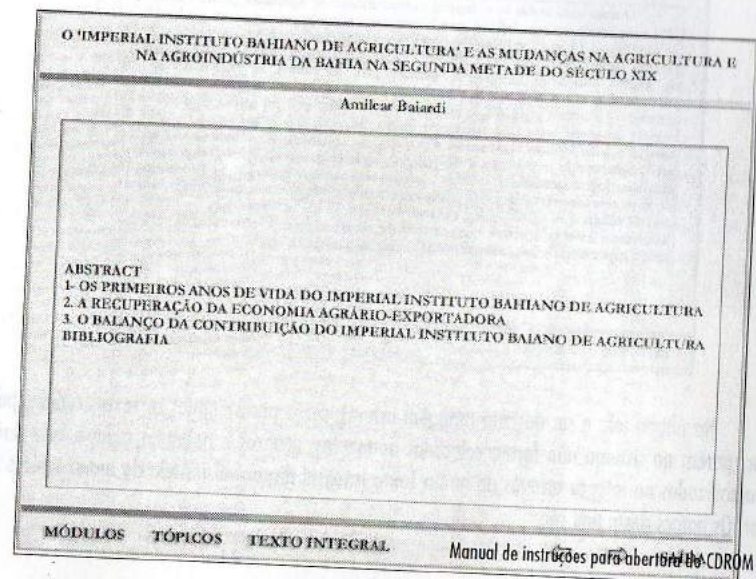 O 'IMPERIAL INSTITUTO BAHIANO DE AGRICULTURA' E AS MUDANÇAS NA AGRICULTURA E
NA AGROINDÚSTRIA DA BAHIA NA SEGUNDA METADE DO SÉCULO XIX
Amilcar Baiardi
ABSTRACT
1- OS PRIMEIROS ANOS DE VIDA DO IMPERIAL INSTITUTO BAHIANO DE AGRICULTURA
2. A RECUPERAÇÃO DA ECONOMIA AGRÁRIO-EXPORTADORA
3. O BALANÇO DA CONTRIBUIÇÃO DO IMPERIAL INSTITUTO BAIANO DE AGRICULTURA
BIBLIOGRAFIA
MÓDULOS TÓPICOS TEXTO INTEGRAL
Manual de instruções para abertura do CDROM